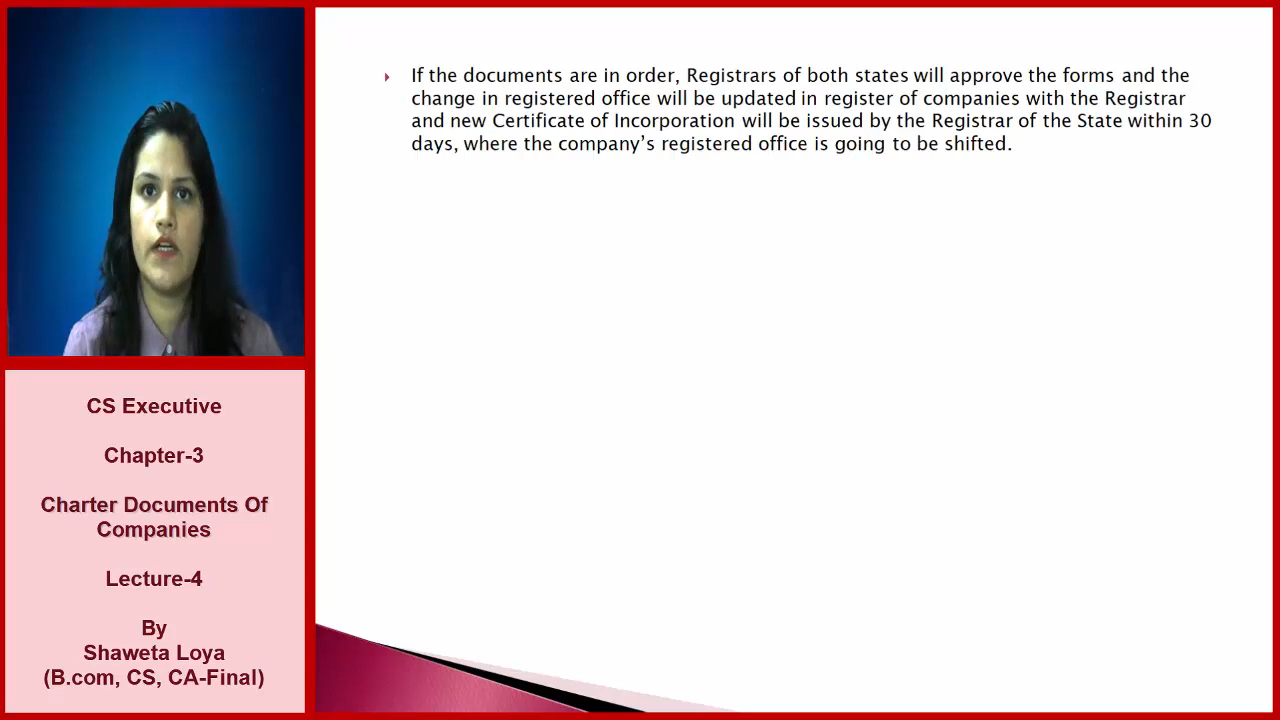 If the documents are in order, Registrars of both states will approve the forms and the
change in registered office will be updated in register of companies with the Registrar
and new Certificate of Incorporation will be issued by the Registrar of the State within 30
days, where the company's registered office is going to be shifted.
CS Executive
Chapter-3
Charter Documents Of
Companies
Lecture-4
By
Shaweta Loya
(B.com, CS, CA-Final)